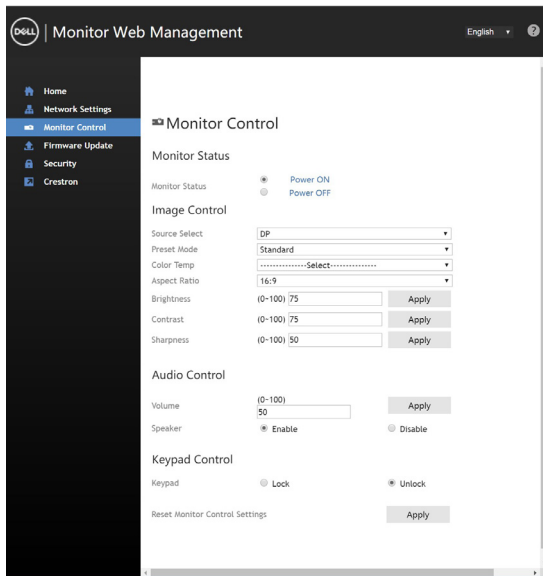 DELL | Monitor Web Management
English
?
Home
Network Settings
Monitor Control
Firmware Update
Security
Crestron
Monitor Control
Monitor Status
Monitor Status
Power ON
Power OFF
Image Control
Source Select DP
Preset Mode Standard
Color Temp ---------------Select---------------
Aspect Ratio 16:9
Brightness (0~100) 75 Apply
Contrast (0~100) 75 Apply
Sharpness (0~100) 50 Apply
Audio Control
(0~100)
Volume 50 Apply
Speaker Enable Disable
Keypad Control
Keypad Lock Unlock
Reset Monitor Control Settings Apply